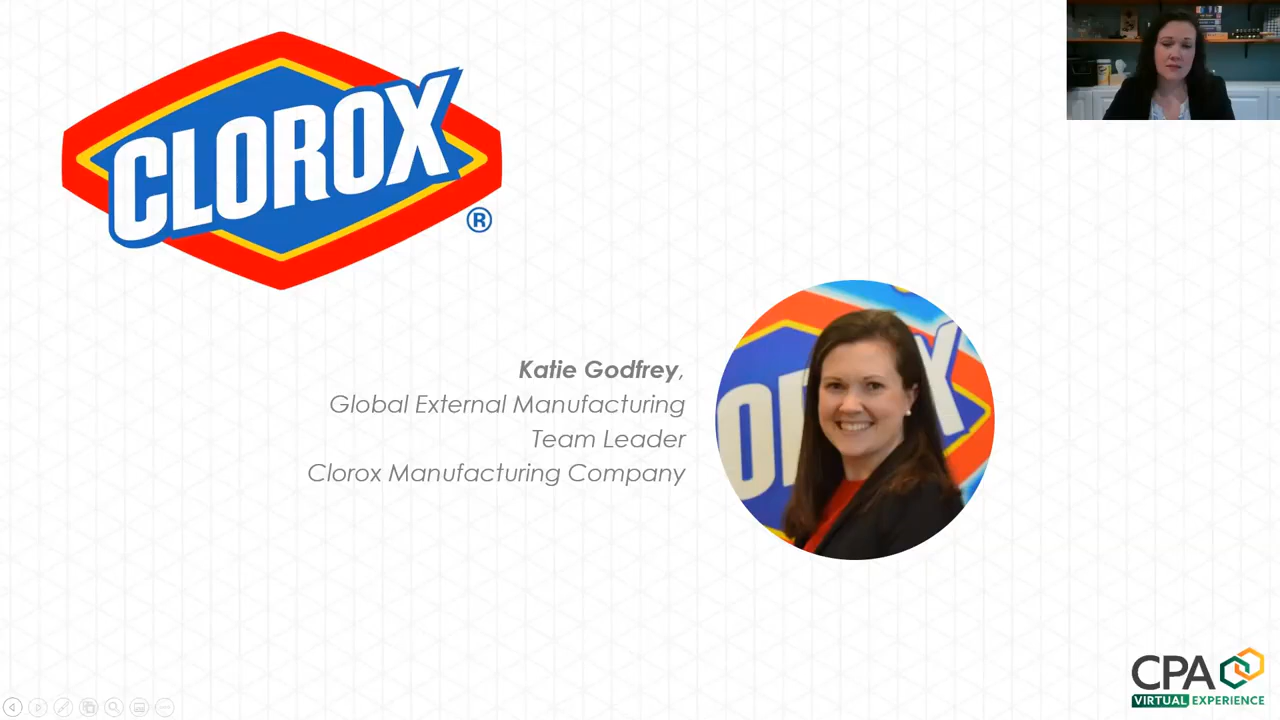 CLOROX
®
Katie Godfrey,
Global External Manufacturing
Team Leader
Clorox Manufacturing Company
CPA
VIRTUAL EXPERIENCE